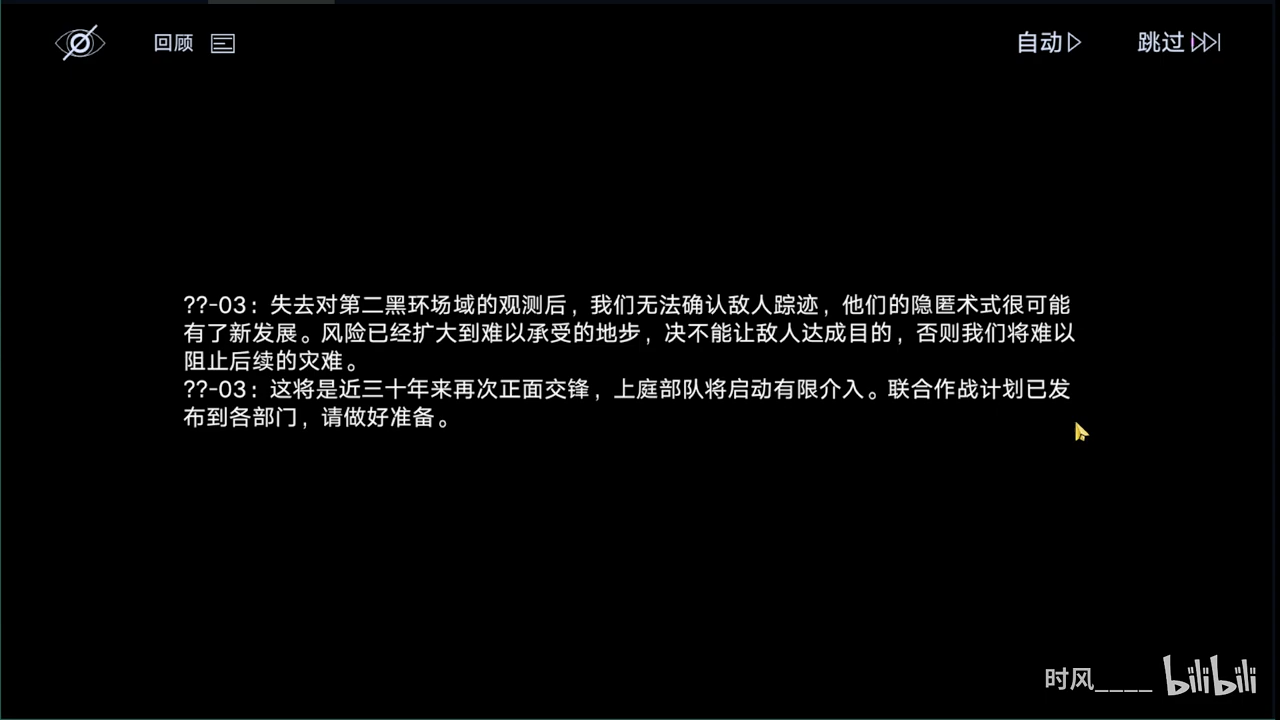 回顾
自动
跳过
??-03：失去对第二黑环场域的观测后，我们无法确认敌人踪迹，他们的隐匿术式很可能
有了新发展。风险已经扩大到难以承受的地步，决不能让敌人达成目的，否则我们将难以
阻止后续的灾难。
??-03：这将是近三十年来再次正面交锋，上庭部队将启动有限介入。联合作战计划已发
布到各部门，请做好准备。
时风____ bilibili